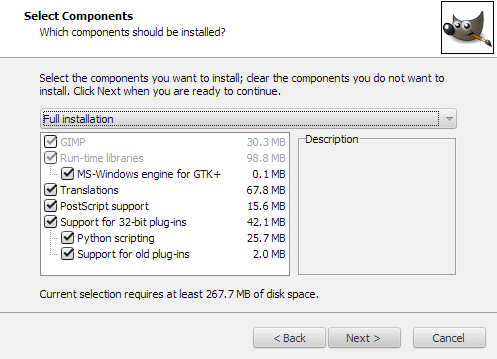 Select Components
Which components should be installed?
Select the components you want to install; clear the components you do not want to
install. Click Next when you are ready to continue.
Full installation
GIMP 30.3 MB
Run-time libraries 98.8 MB
MS-Windows engine for GTK+ 0.1 MB
Translations 67.8 MB
PostScript support 15.6 MB
Support for 32-bit plug-ins 42.1 MB
Python scripting 25.7 MB
Support for old plug-ins 2.0 MB
Description
Current selection requires at least 267.7 MB of disk space.
< Back Next > Cancel